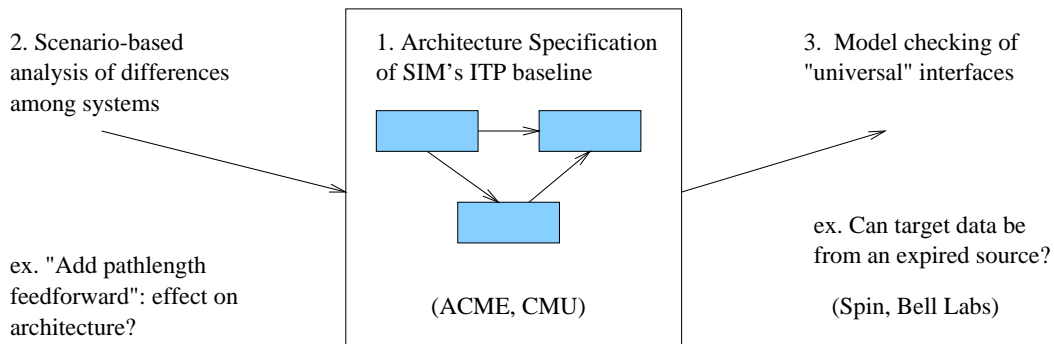 2. Scenario-based
analysis of differences
among systems
ex. "Add pathlength
feedforward": effect on
architecture?
1. Architecture Specification
of SIM's ITP baseline
(ACME, CMU)
3.  Model checking of
"universal" interfaces
ex. Can target data be
from an expired source?
(Spin, Bell Labs)